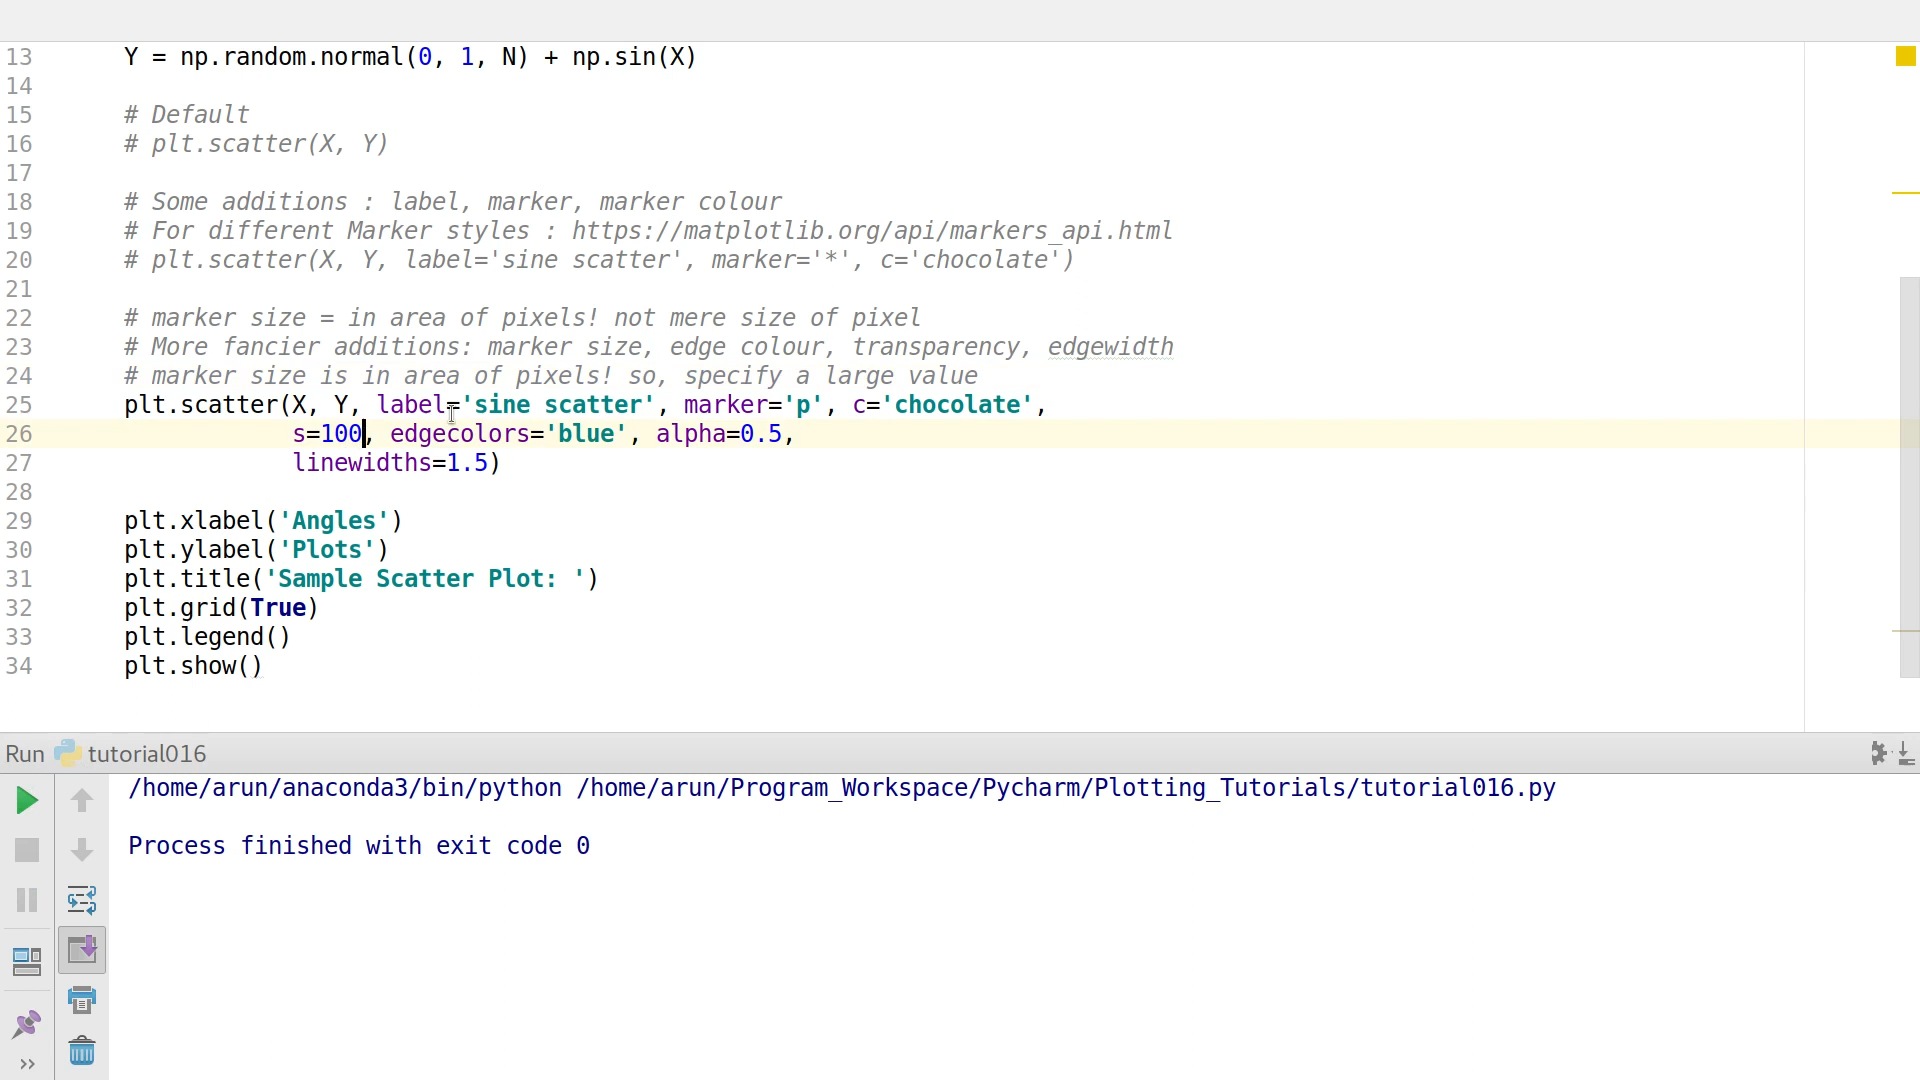 13 Y = np.random.normal(0, 1, N) + np.sin(X)
14
15 # Default
16 # plt.scatter(X, Y)
17
18 # Some additions : label, marker, marker colour
19 # For different Marker styles : https://matplotlib.org/api/markers_api.html
20 # plt.scatter(X, Y, label='sine scatter', marker='*', c='chocolate')
21
22 # marker size = in area of pixels! not mere size of pixel
23 # More fancier additions: marker size, edge colour, transparency, edgewidth
24 # marker size is in area of pixels! so, specify a large value
25 plt.scatter(X, Y, label='sine scatter', marker='p', c='chocolate',
26 s=100, edgecolors='blue', alpha=0.5,
27 linewidths=1.5)
28
29 plt.xlabel('Angles')
30 plt.ylabel('Plots')
31 plt.title('Sample Scatter Plot: ')
32 plt.grid(True)
33 plt.legend()
34 plt.show()
Run tutorial016
/home/arun/anaconda3/bin/python /home/arun/Program_Workspace/Pycharm/Plotting_Tutorials/tutorial016.py
Process finished with exit code 0